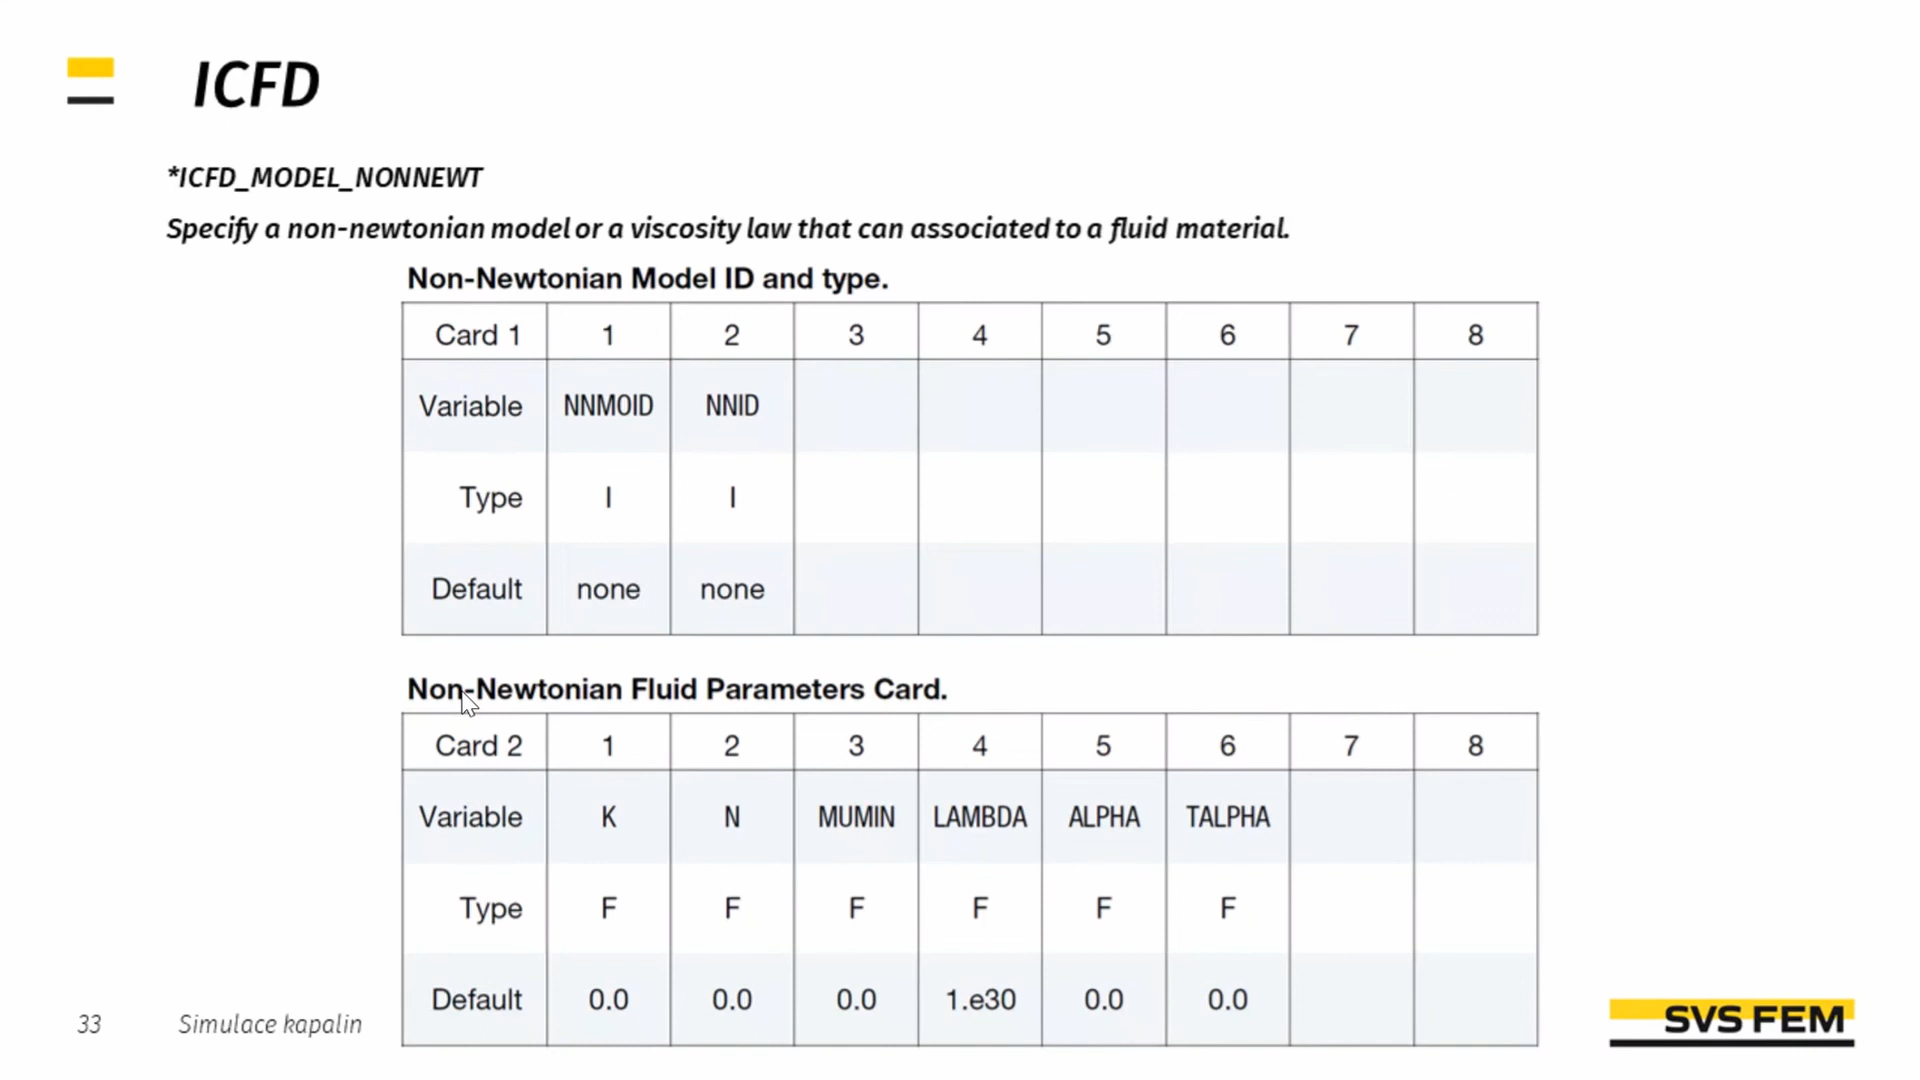 ICFD
*ICFD_MODEL_NONNEWT
Specify a non-newtonian model or a viscosity law that can associated to a fluid material.
Non-Newtonian Model ID and type.
Card 1 1 2 3 4 5 6 7 8
Variable NNMOID NNID
Type I I
Default none none
Non-Newtonian Fluid Parameters Card.
Card 2 1 2 3 4 5 6 7 8
Variable K N MUMIN LAMBDA ALPHA TALPHA
Type F F F F F F
Default 0.0 0.0 0.0 1.e30 0.0 0.0
33 Simulace kapalin
SVS FEM